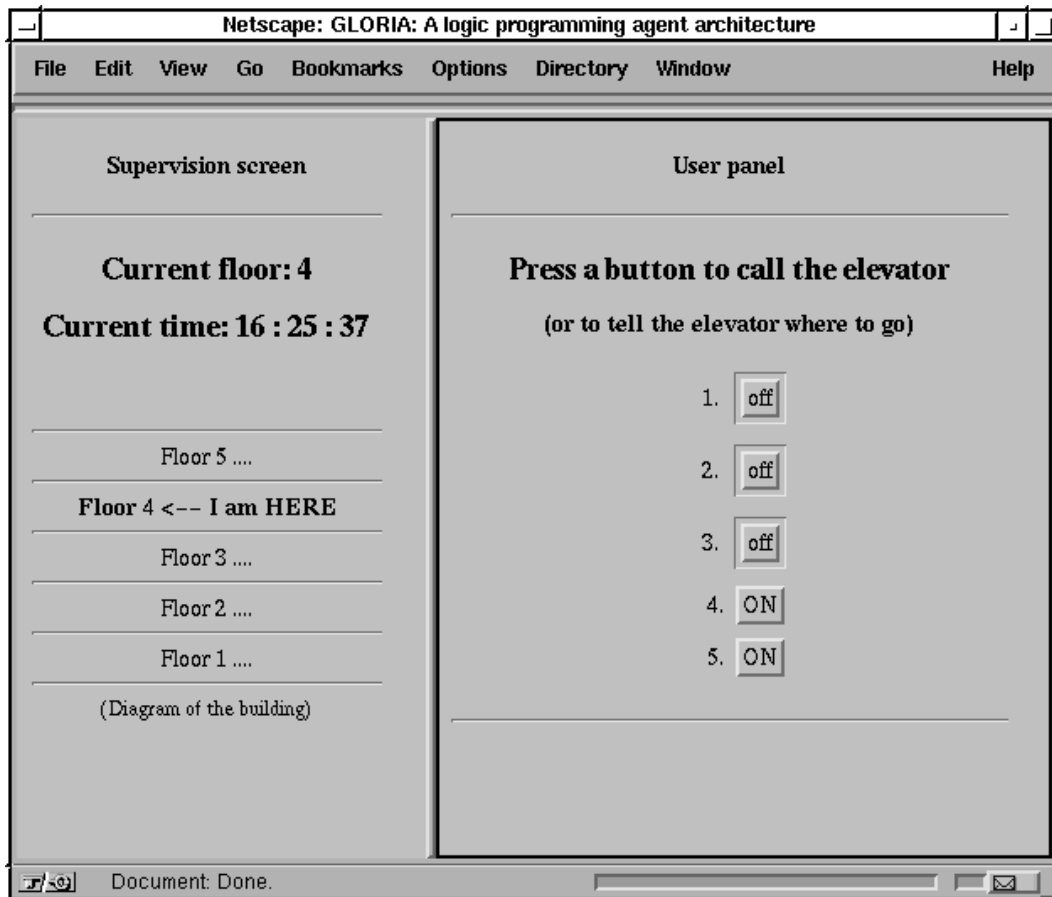 Netscape: GLORIA: A logic programming agent architecture
File Edit View Go Bookmarks Options Directory Window Help
Supervision screen
Current floor: 4
Current time: 16 : 25 : 37
Floor 5 ....
Floor 4 <-- I am HERE
Floor 3 ....
Floor 2 ....
Floor 1 ....
(Diagram of the building)
User panel
Press a button to call the elevator
(or to tell the elevator where to go)
1. off
2. off
3. off
4. ON
5. ON
Document: Done.